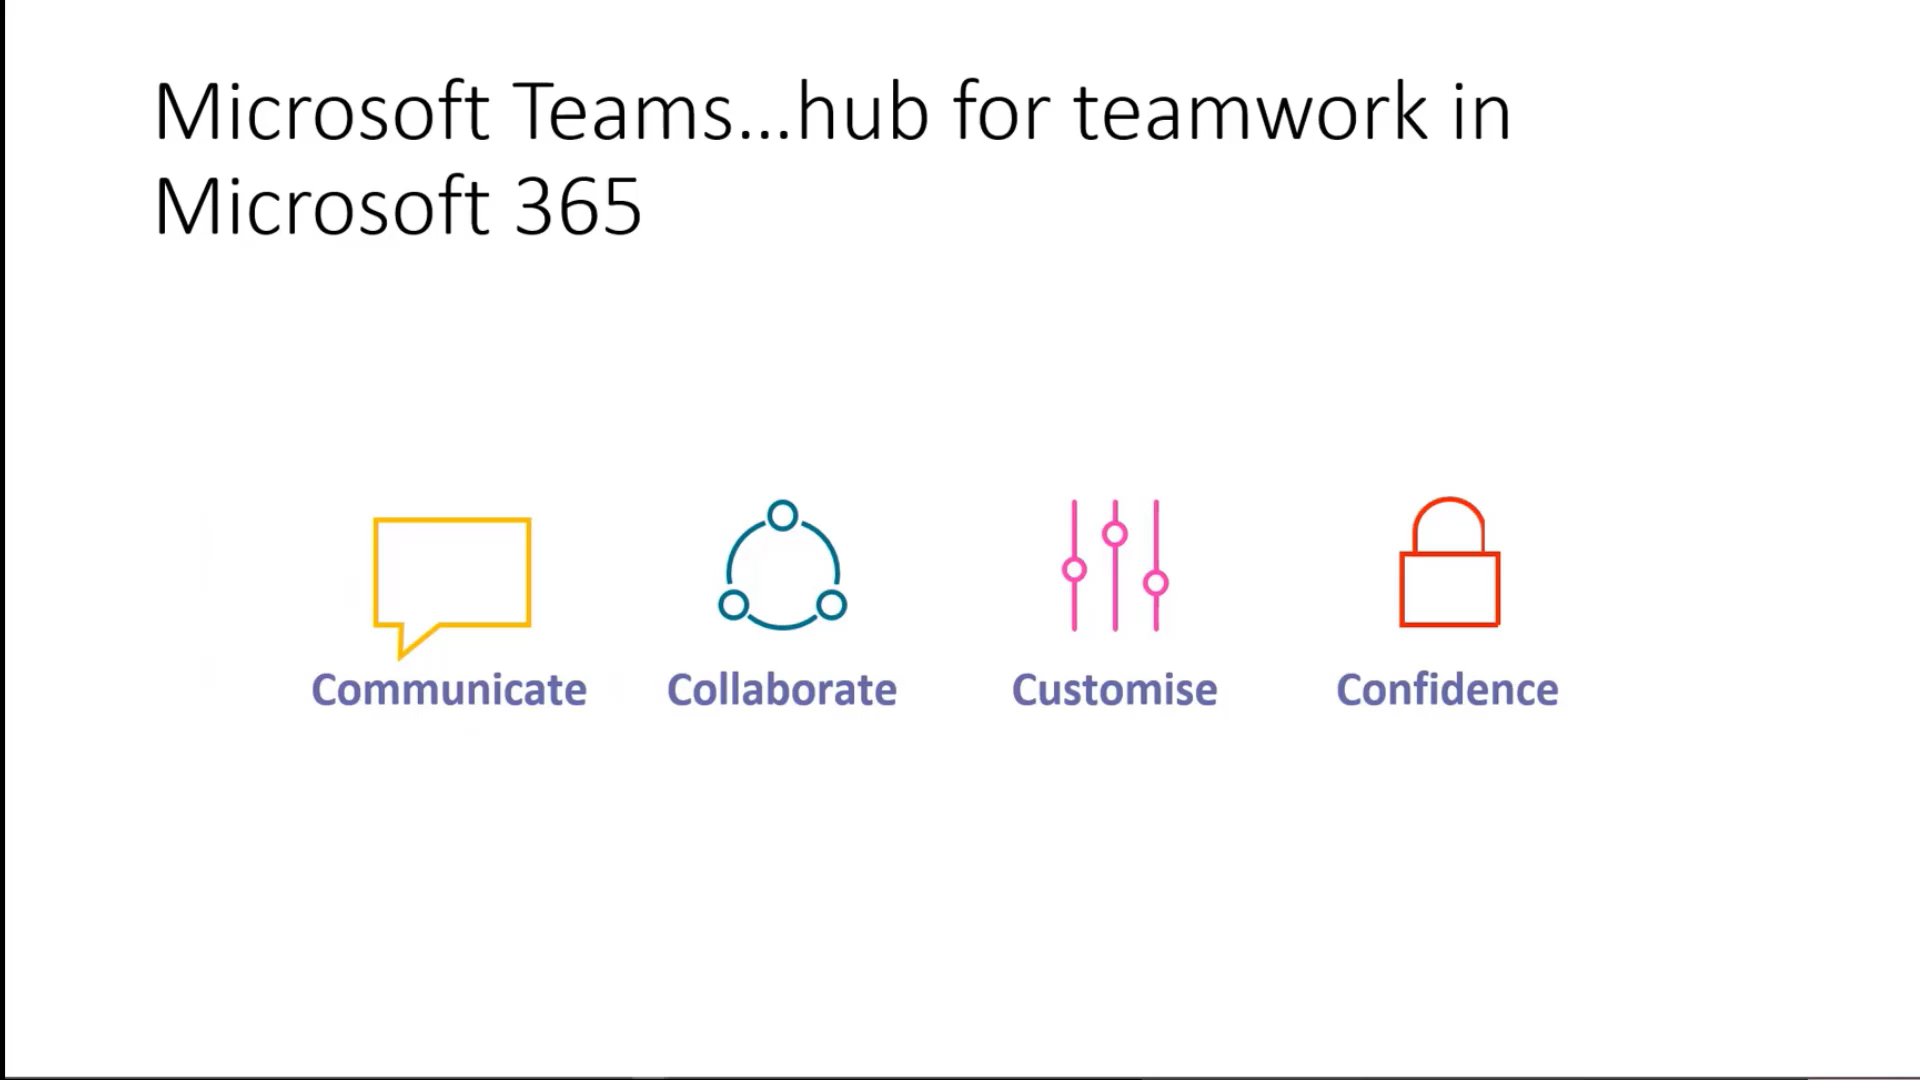 Microsoft Teams...hub for teamwork in
Microsoft 365
Communicate
Collaborate
Customise
Confidence